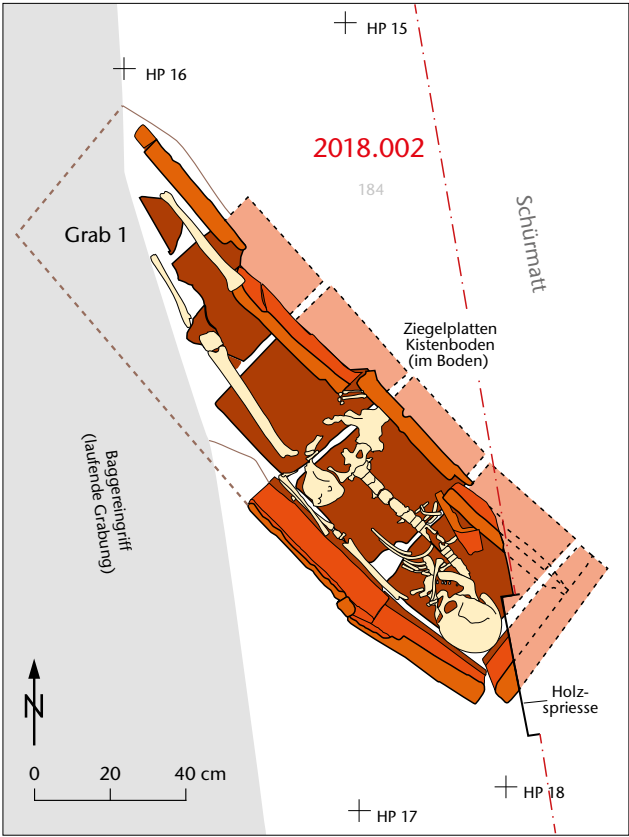 HP 15
HP 16
2018.002
184
Grab 1
Schürmatt
Ziegelplatten
Kistenboden
(im Boden)
Baggereingriff
(laufende Grabung)
Holz-
spriesse
N
0 20 40 cm
HP 18
HP 17